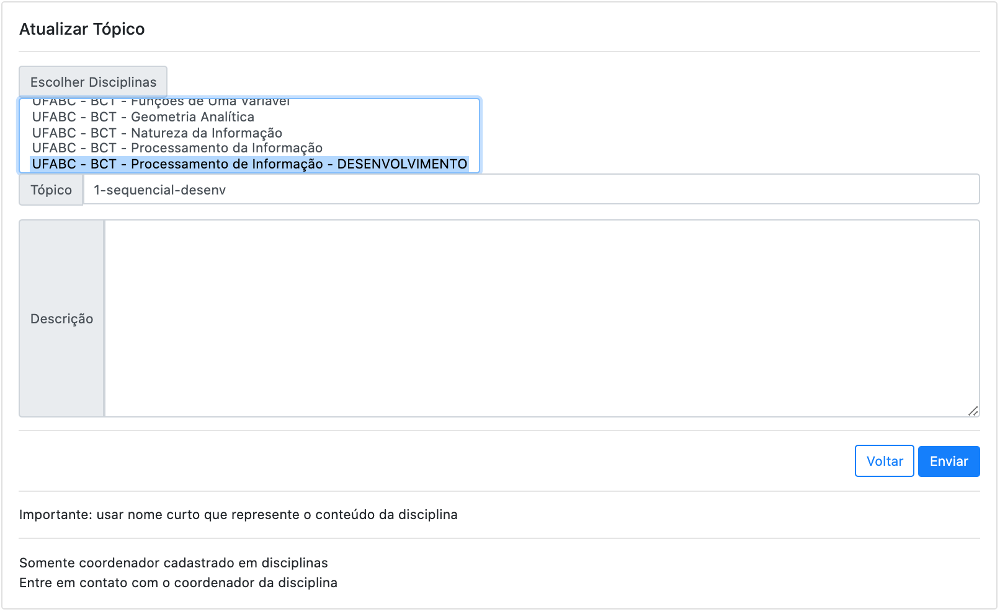 Atualizar Tópico
Escolher Disciplinas
UFABC - BCT - Funções de Uma Variável
UFABC - BCT - Geometria Analítica
UFABC - BCT - Natureza da Informação
UFABC - BCT - Processamento da Informação
UFABC - BCT - Processamento de Informação - DESENVOLVIMENTO
Tópico 1-sequencial-desenv
Descrição
Voltar Enviar
Importante: usar nome curto que represente o conteúdo da disciplina
Somente coordenador cadastrado em disciplinas
Entre em contato com o coordenador da disciplina